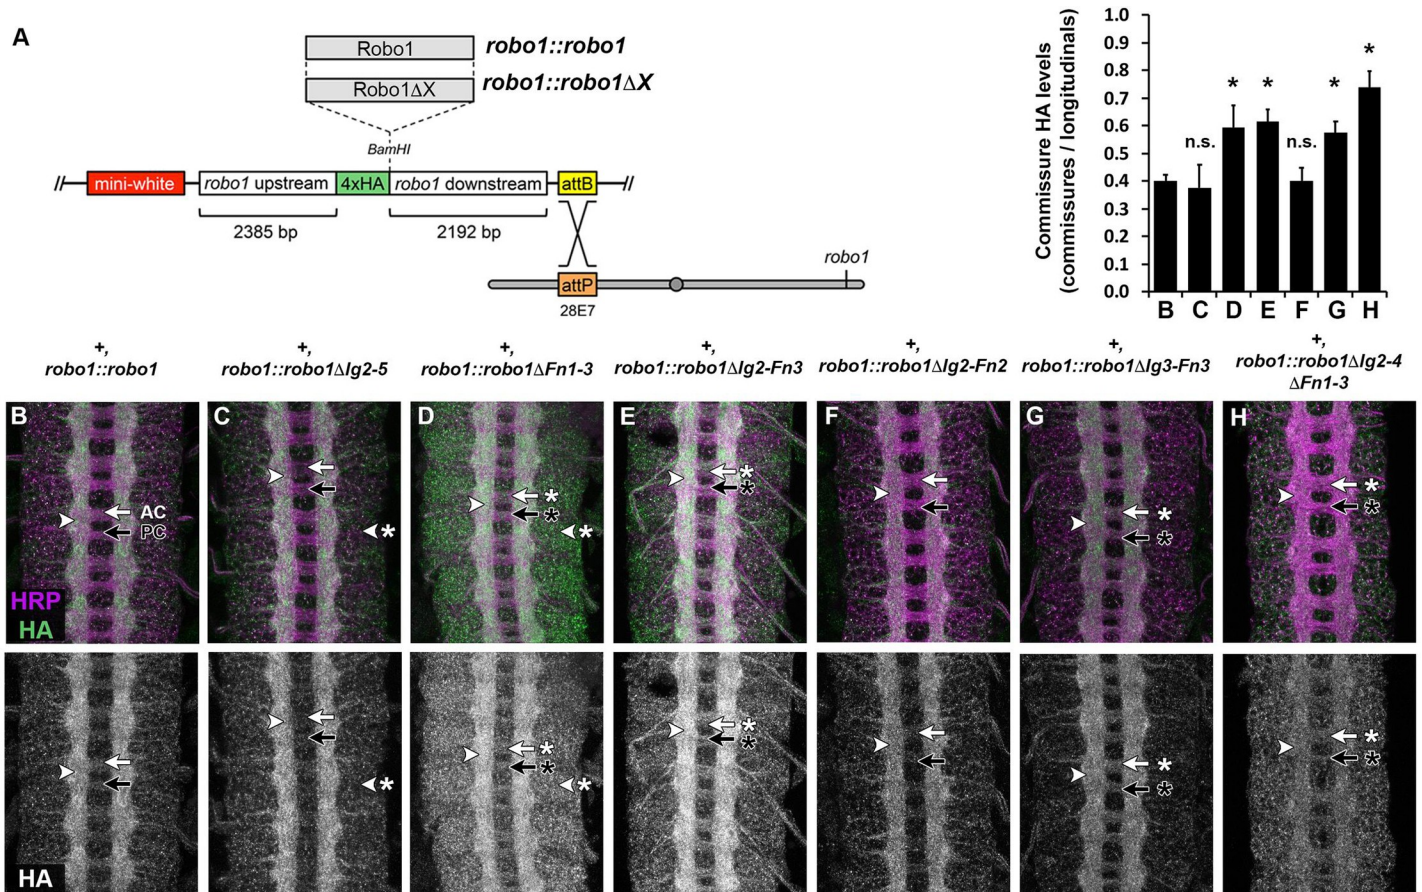 A
Robo1
robo1::robo1
Robo1ΔX
robo1::robo1ΔX
BamHI
//
mini-white
robo1 upstream
4xHA
robo1 downstream
attB
//
2385 bp
2192 bp
robo1
attP
28E7
Commissure HA levels
(commissures / longitudinals)
1.0
0.9
0.8
0.7
0.6
0.5
0.4
0.3
0.2
0.1
0.0
n.s.
*
*
n.s.
*
*
B C D E F G H
+,
robo1::robo1
+,
robo1::robo1ΔIg2-5
+,
robo1::robo1ΔFn1-3
+,
robo1::robo1ΔIg2-Fn3
+,
robo1::robo1ΔIg2-Fn2
+,
robo1::robo1ΔIg3-Fn3
+,
robo1::robo1ΔIg2-4
ΔFn1-3
B
AC
PC
HRP
HA
C
*
D
*
*
*
E
*
*
F
G
*
*
H
*
*
HA
*
*
*
*
*
*
*
*
*
*